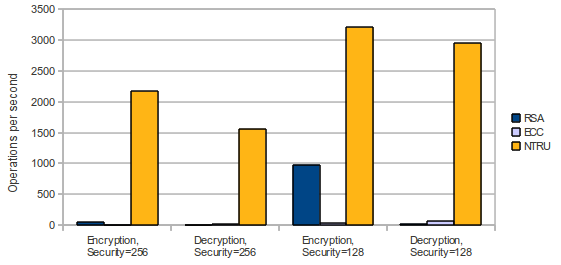 3500
3000
2500
2000
1500
1000
500
0
Operations per second
Encryption,
Security=256
Decryption,
Security=256
Encryption,
Security=128
Decryption,
Security=128
RSA
ECC
NTRU